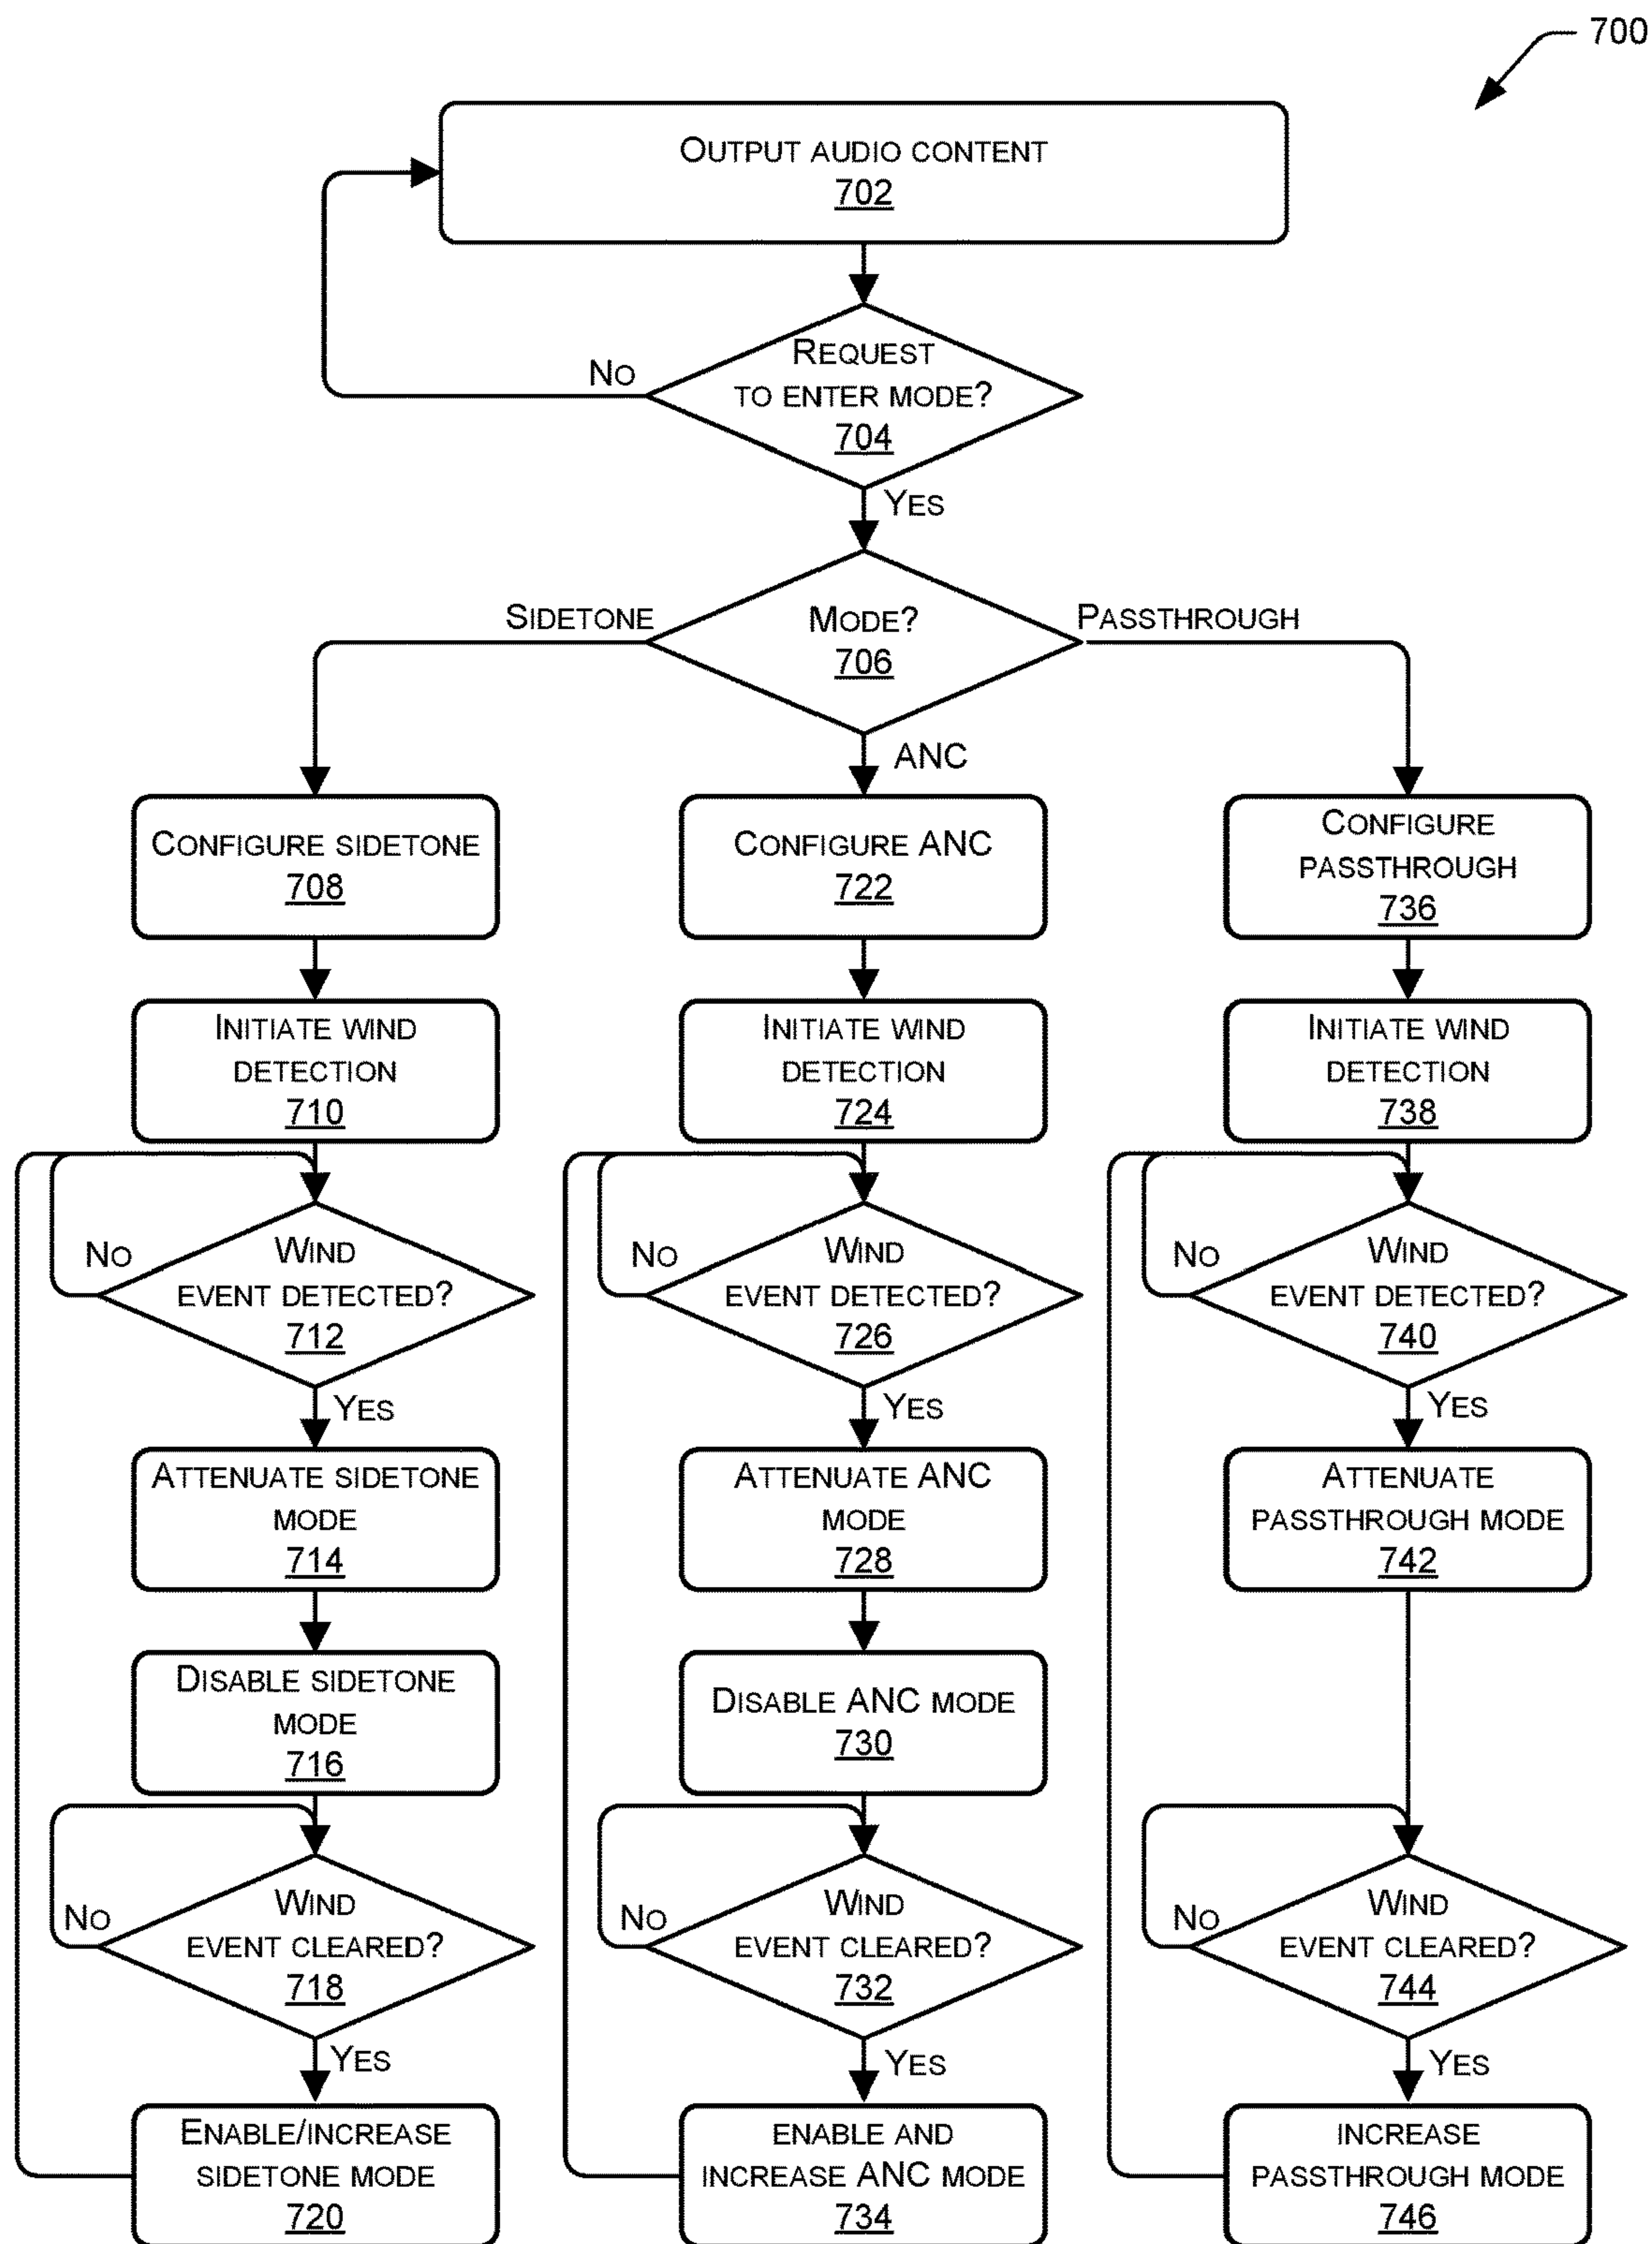 700
OUTPUT AUDIO CONTENT
702
REQUEST
TO ENTER MODE?
704
NO
YES
MODE?
706
SIDETONE
PASSTHROUGH
ANC
CONFIGURE SIDETONE
708
INITIATE WIND
DETECTION
710
WIND
EVENT DETECTED?
712
NO
YES
ATTENUATE SIDETONE
MODE
714
DISABLE SIDETONE
MODE
716
WIND
EVENT CLEARED?
718
NO
YES
ENABLE/INCREASE
SIDETONE MODE
720
CONFIGURE ANC
722
INITIATE WIND
DETECTION
724
WIND
EVENT DETECTED?
726
NO
YES
ATTENUATE ANC
MODE
728
DISABLE ANC MODE
730
WIND
EVENT CLEARED?
732
NO
YES
ENABLE AND
INCREASE ANC MODE
734
CONFIGURE
PASSTHROUGH
736
INITIATE WIND
DETECTION
738
WIND
EVENT DETECTED?
740
NO
YES
ATTENUATE
PASSTHROUGH MODE
742
WIND
EVENT CLEARED?
744
NO
YES
INCREASE
PASSTHROUGH MODE
746